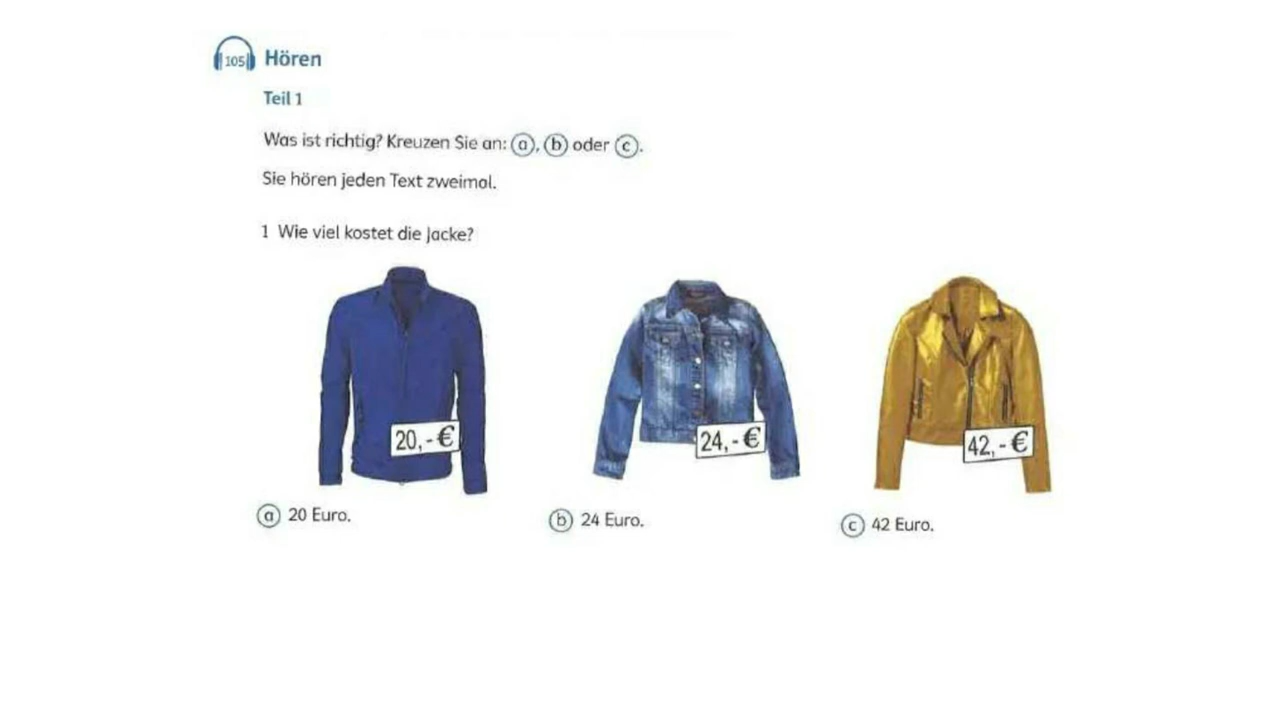 105 Hören
Teil 1
Was ist richtig? Kreuzen Sie an: ⓐ, ⓑ oder ⓒ.
Sie hören jeden Text zweimal.
1 Wie viel kostet die Jacke?
20,-€ 24,-€ 42,-€
ⓐ 20 Euro. ⓑ 24 Euro. ⓒ 42 Euro.